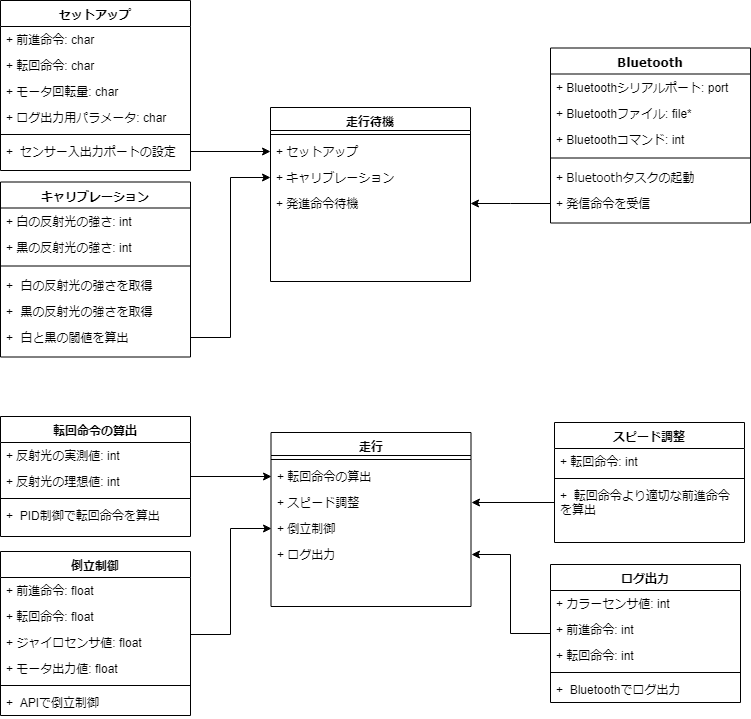 セットアップ
+ 前進命令: char
+ 転回命令: char
+ モータ回転量: char
+ ログ出力用パラメータ: char
+ センサー入出力ポートの設定
キャリブレーション
+ 白の反射光の強さ: int
+ 黒の反射光の強さ: int
+ 白の反射光の強さを取得
+ 黒の反射光の強さを取得
+ 白と黒の閾値を算出
走行待機
+ セットアップ
+ キャリブレーション
+ 発進命令待機
Bluetooth
+ Bluetoothシリアルポート: port
+ Bluetoothファイル: file*
+ Bluetoothコマンド: int
+ Bluetoothタスクの起動
+ 発信命令を受信
転回命令の算出
+ 反射光の実測値: int
+ 反射光の理想値: int
+ PID制御で転回命令を算出
倒立制御
+ 前進命令: float
+ 転回命令: float
+ ジャイロセンサ値: float
+ モータ出力値: float
+ APIで倒立制御
走行
+ 転回命令の算出
+ スピード調整
+ 倒立制御
+ ログ出力
スピード調整
+ 転回命令: int
+ 転回命令より適切な前進命令
を算出
ログ出力
+ カラーセンサ値: int
+ 前進命令: int
+ 転回命令: int
+ Bluetoothでログ出力